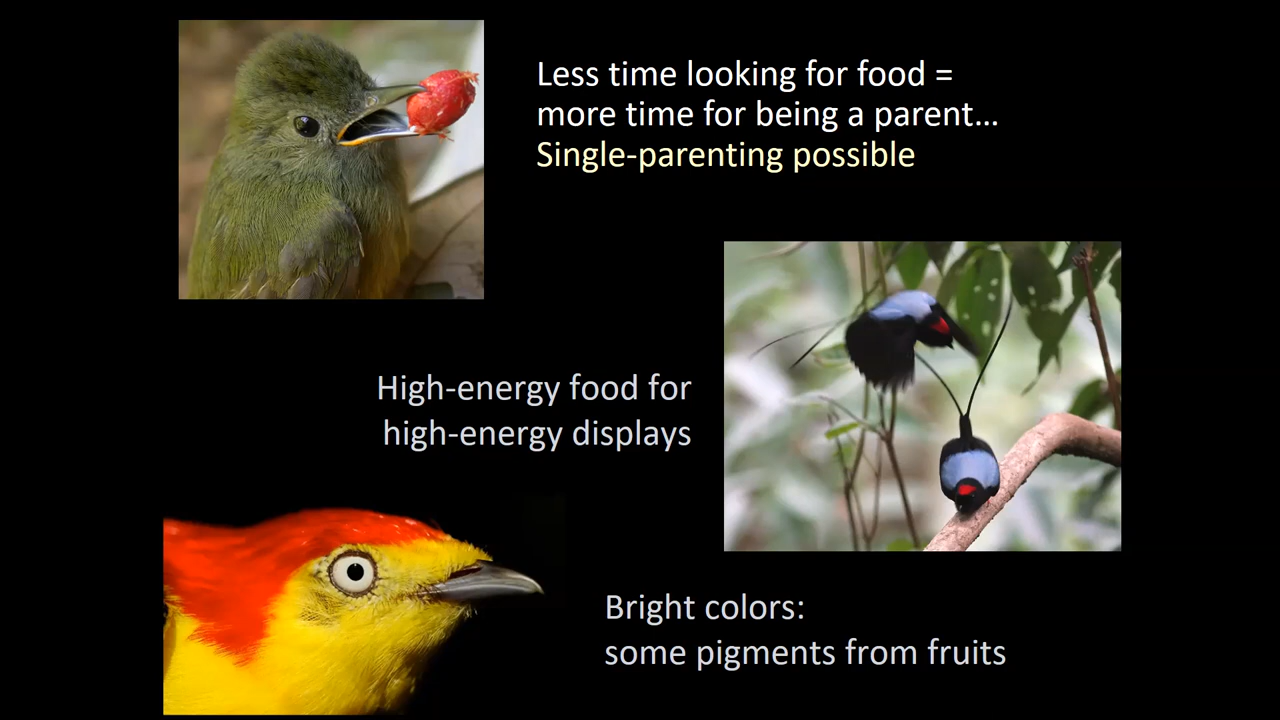 Less time looking for food =
more time for being a parent...
Single-parenting possible
High-energy food for
high-energy displays
Bright colors:
some pigments from fruits